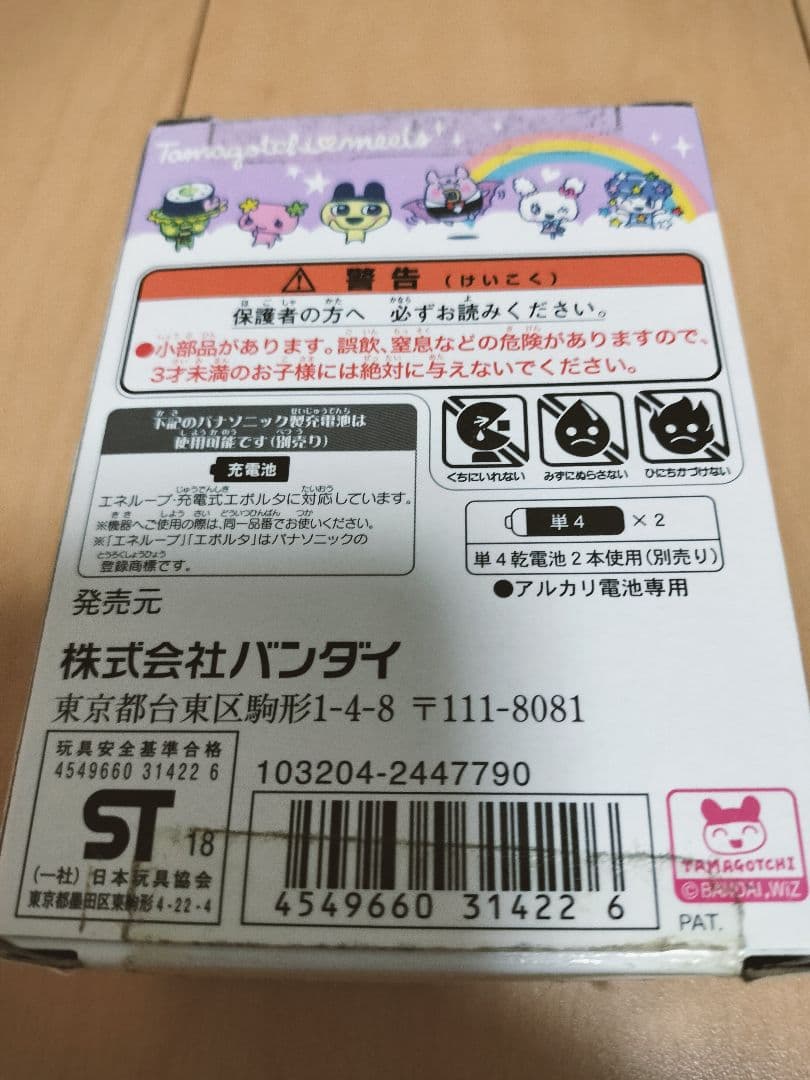 Tamagotchi♥meets
⚠ 警告 (けいこく)
保護者の方へ 必ずお読みください。
●小部品があります。誤飲、窒息などの危険がありますので、
3才未満のお子様には絶対に与えないでください。
下記のパナソニック製充電池は
使用可能です(別売り)
充電池
エネループ・充電式エボルタに対応しています。
※機器へご使用の際は、同一品番でお使いください。
※「エネループ」「エボルタ」はパナソニックの
登録商標です。
くちにいれない
みずにぬらさない
ひにちかづけない
単4 ×2
単4乾電池2本使用(別売り)
●アルカリ電池専用
発売元
株式会社バンダイ
東京都台東区駒形1-4-8 〒111-8081
玩具安全基準合格
4549660 31422 6
ST 18
(一社) 日本玩具協会
東京都墨田区東駒形4-22-4
103204-2447790
4549660 314226
TAMAGOTCHI
©BANDAI,WiZ
PAT.